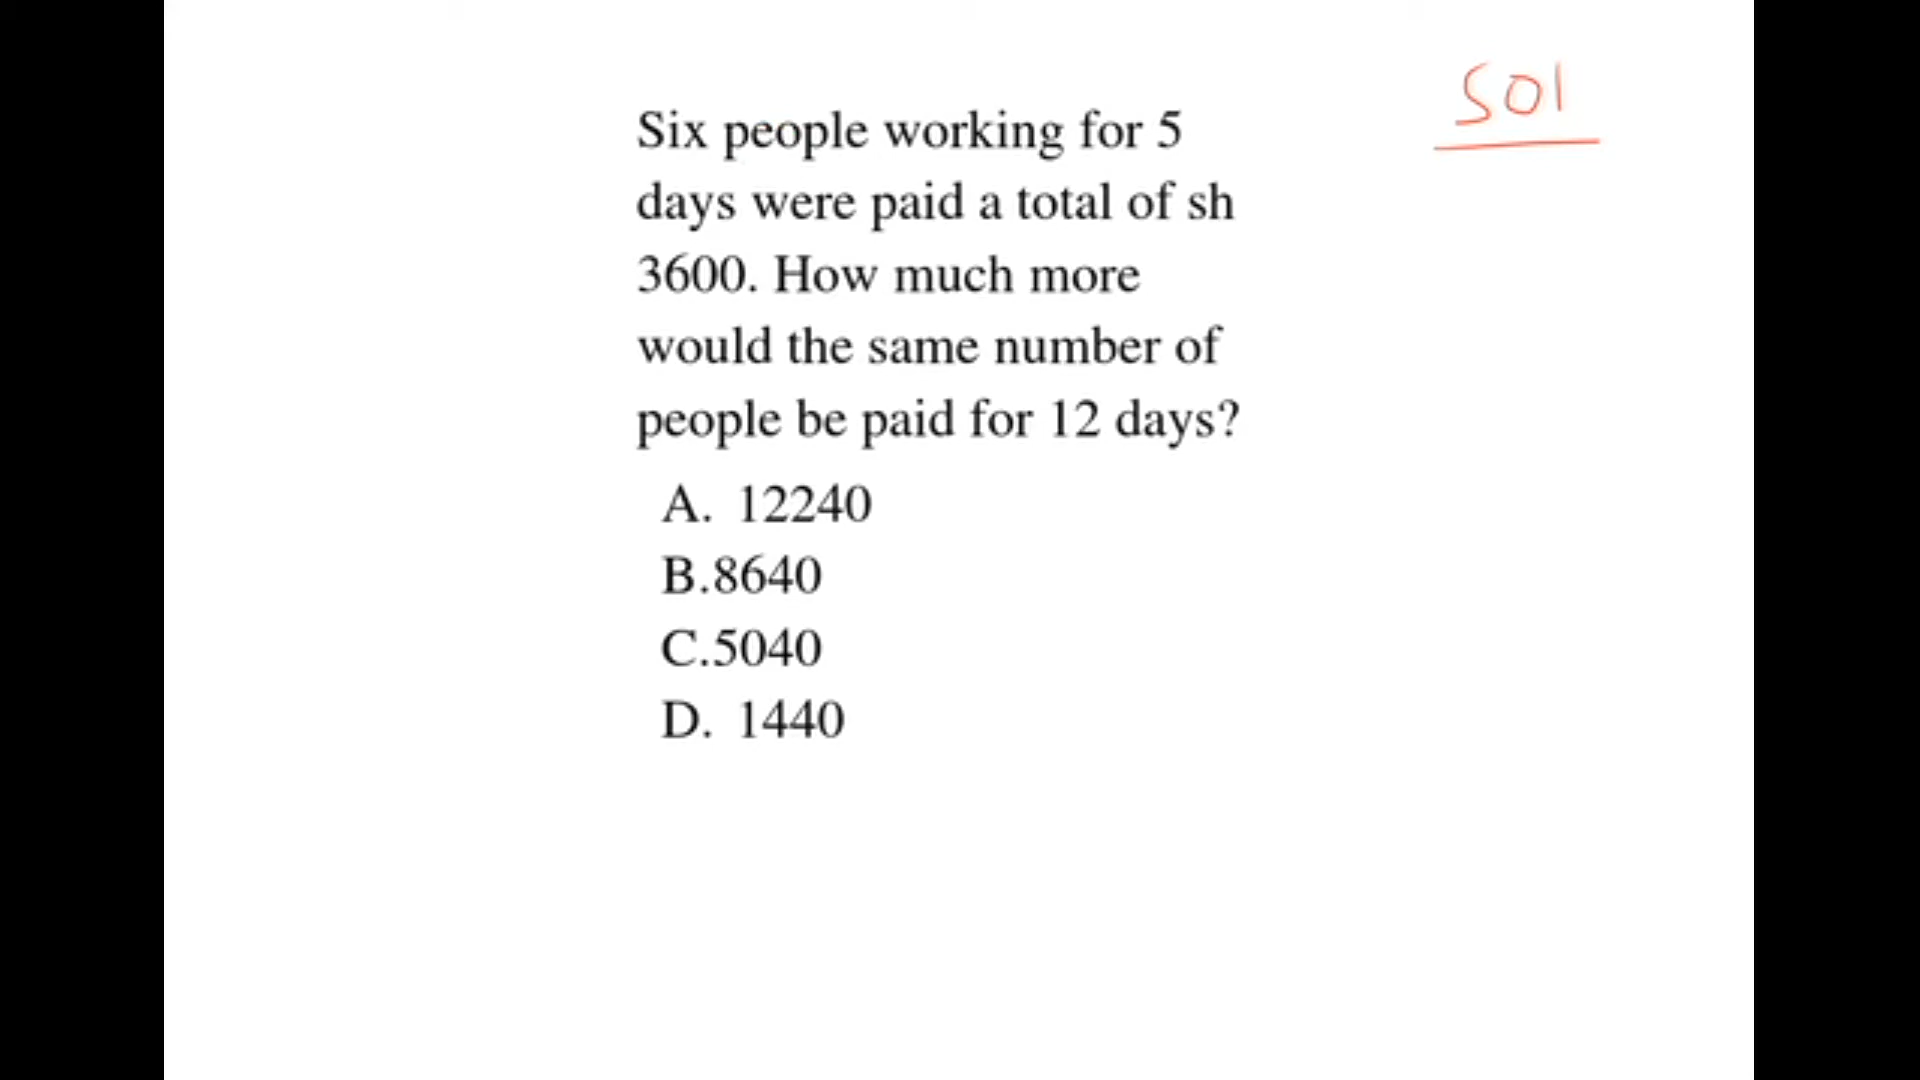 Six people working for 5
days were paid a total of sh
3600. How much more
would the same number of
people be paid for 12 days?
A. 12240
B.8640
C.5040
D. 1440
Sol